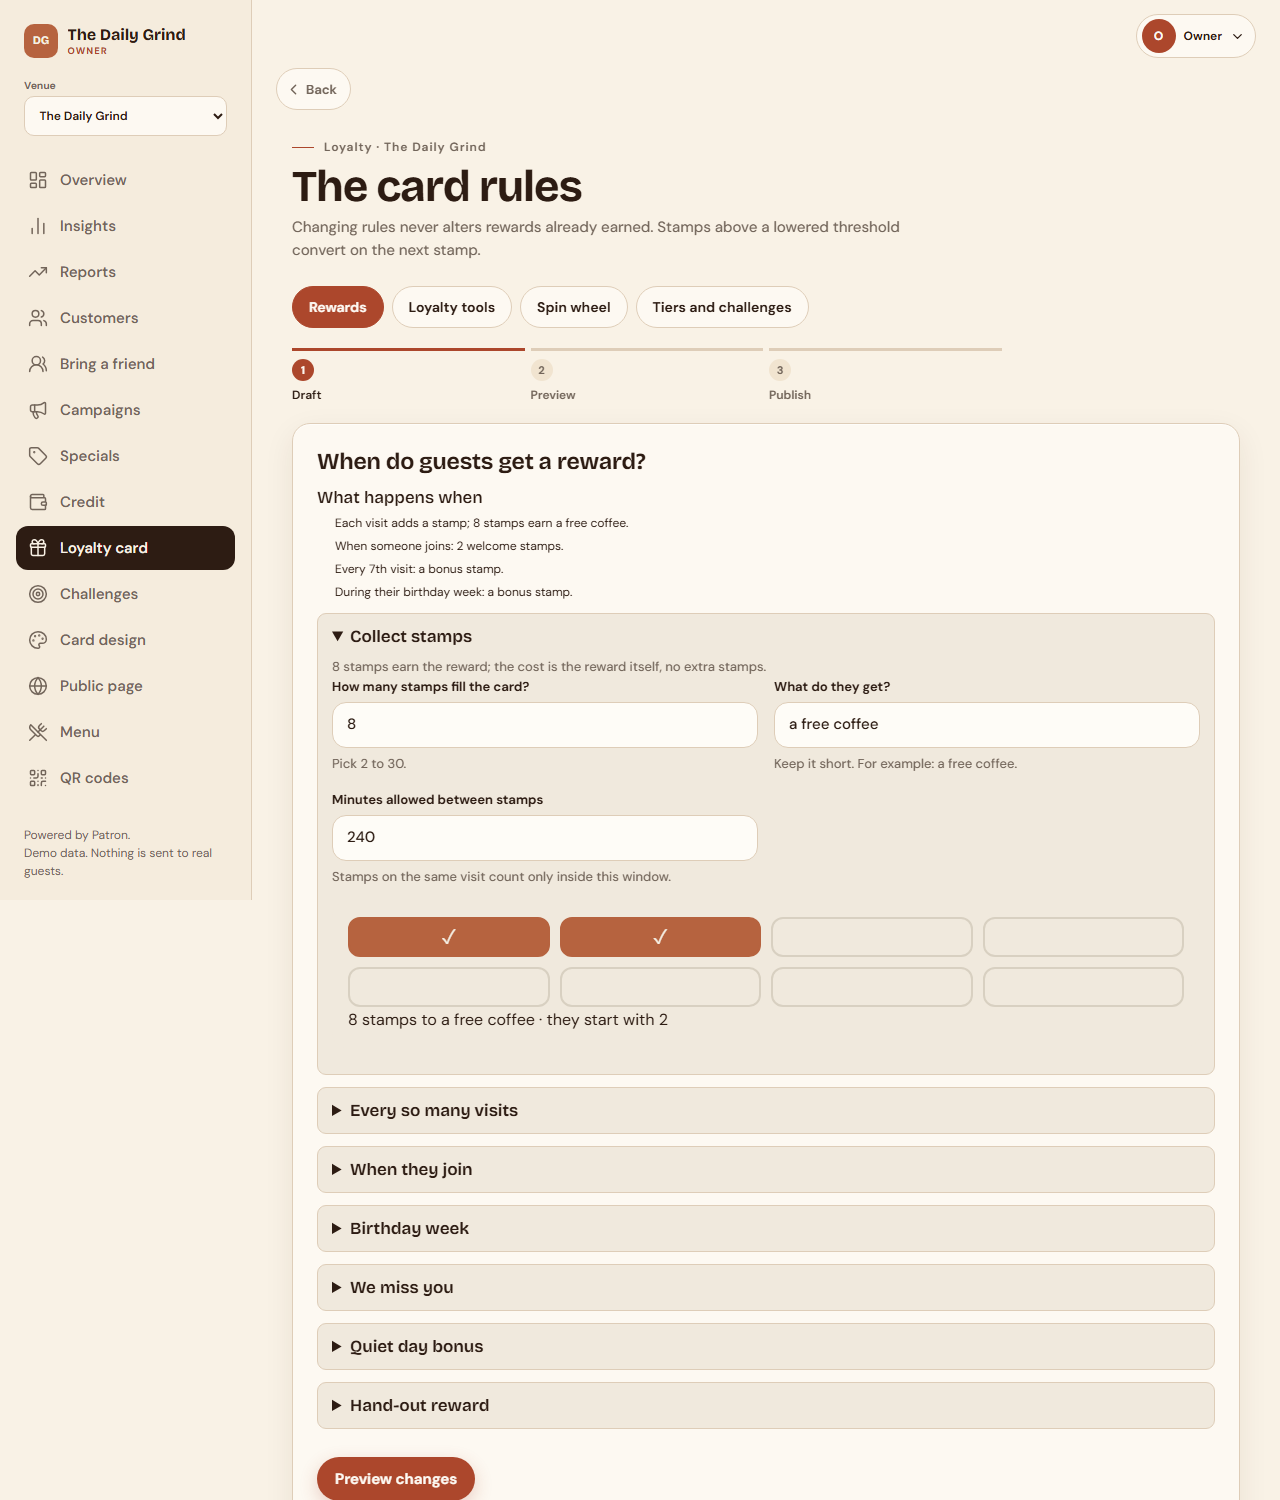 DG
The Daily Grind
OWNER
Venue
The Daily Grind
Overview
Insights
Reports
Customers
Bring a friend
Campaigns
Specials
Credit
Loyalty card
Challenges
Card design
Public page
Menu
QR codes
Powered by Patron.
Demo data. Nothing is sent to real
guests.
O
Owner
Back
Loyalty · The Daily Grind
The card rules
Changing rules never alters rewards already earned. Stamps above a lowered threshold
convert on the next stamp.
Rewards
Loyalty tools
Spin wheel
Tiers and challenges
1
Draft
2
Preview
3
Publish
When do guests get a reward?
What happens when
Each visit adds a stamp; 8 stamps earn a free coffee.
When someone joins: 2 welcome stamps.
Every 7th visit: a bonus stamp.
During their birthday week: a bonus stamp.
Collect stamps
8 stamps earn the reward; the cost is the reward itself, no extra stamps.
How many stamps fill the card?
8
Pick 2 to 30.
What do they get?
a free coffee
Keep it short. For example: a free coffee.
Minutes allowed between stamps
240
Stamps on the same visit count only inside this window.
✓
✓
8 stamps to a free coffee · they start with 2
Every so many visits
When they join
Birthday week
We miss you
Quiet day bonus
Hand-out reward
Preview changes